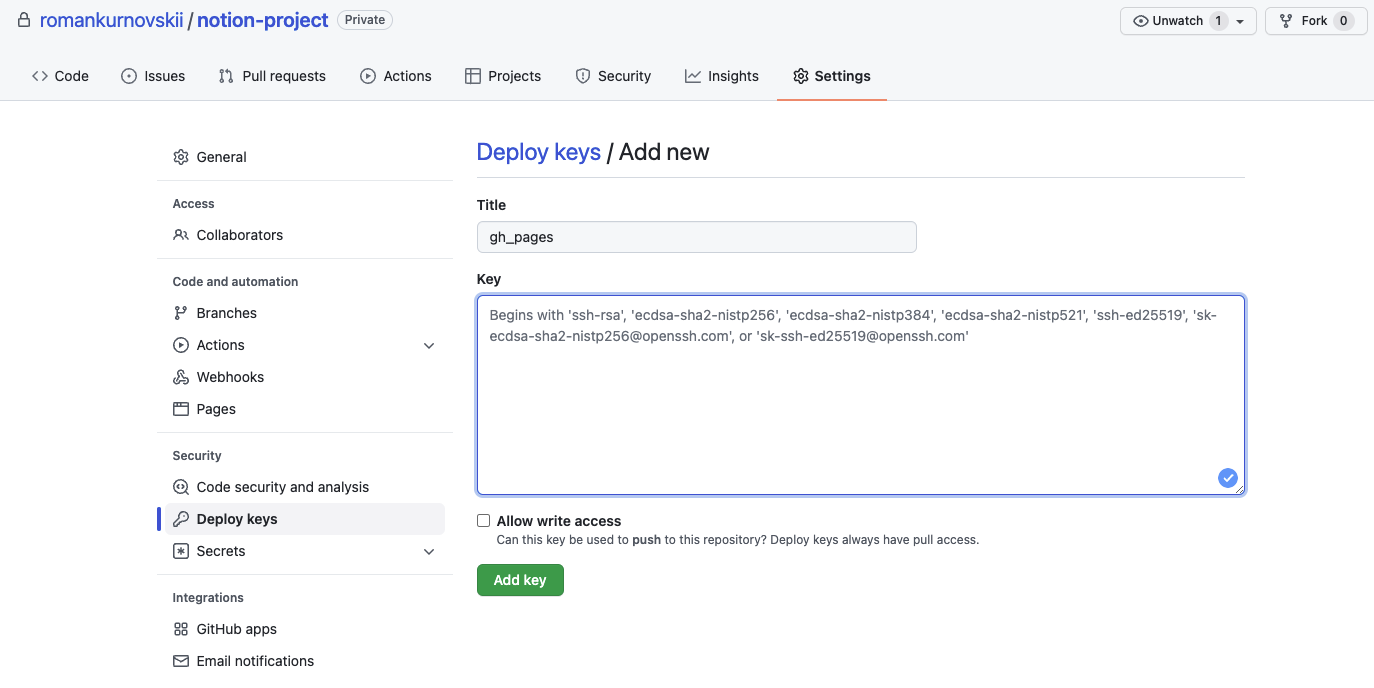 romankurnovskii / notion-project Private Unwatch 1 Fork 0
Code Issues Pull requests Actions Projects Security Insights Settings
General
Access
Collaborators
Code and automation
Branches
Actions
Webhooks
Pages
Security
Code security and analysis
Deploy keys
Secrets
Integrations
GitHub apps
Email notifications
Deploy keys / Add new
Title
gh_pages
Key
Begins with 'ssh-rsa', 'ecdsa-sha2-nistp256', 'ecdsa-sha2-nistp384', 'ecdsa-sha2-nistp521', 'ssh-ed25519', 'sk-
ecdsa-sha2-nistp256@openssh.com', or 'sk-ssh-ed25519@openssh.com'
Allow write access
Can this key be used to push to this repository? Deploy keys always have pull access.
Add key